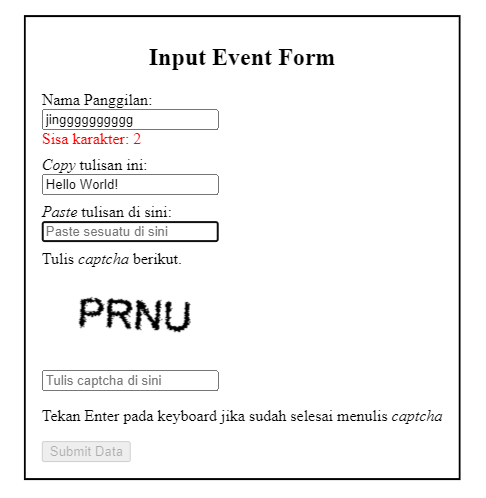 Input Event Form
Nama Panggilan:
jingggggggggg
Sisa karakter: 2
Copy tulisan ini:
Hello World!
Paste tulisan di sini:
Paste sesuatu di sini
Tulis captcha berikut.
PRNU
Tulis captcha di sini
Tekan Enter pada keyboard jika sudah selesai menulis captcha
Submit Data